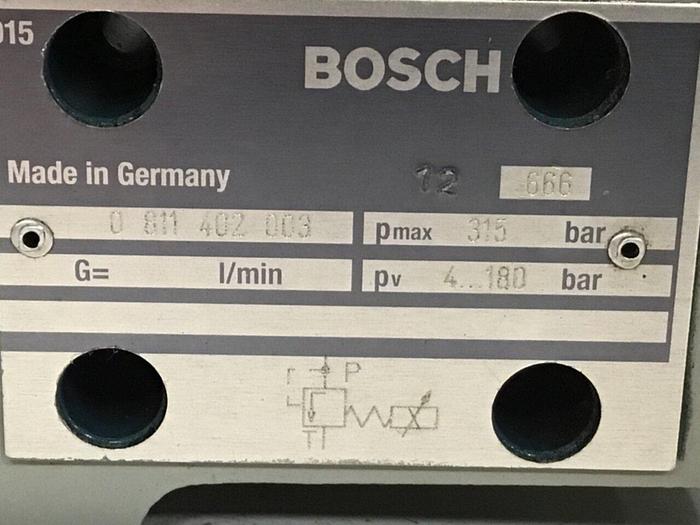 015
BOSCH
Made in Germany 12 666
0 811 402 003 pmax 315 bar
G= l/min pv 4...180 bar
P
T